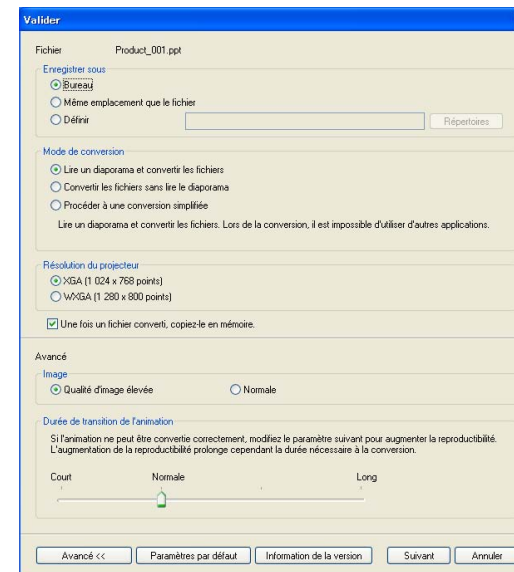 Valider
Fichier Product_001.ppt
Enregistrer sous
Bureau
Même emplacement que le fichier
Définir Répertoires
Mode de conversion
Lire un diaporama et convertir les fichiers
Convertir les fichiers sans lire le diaporama
Procéder à une conversion simplifiée
Lire un diaporama et convertir les fichiers. Lors de la conversion, il est impossible d'utiliser d'autres applications.
Résolution du projecteur
XGA (1 024 x 768 points)
WXGA (1 280 x 800 points)
Une fois un fichier converti, copiez-le en mémoire.
Avancé
Image
Qualité d'image élevée Normale
Durée de transition de l'animation
Si l'animation ne peut être convertie correctement, modifiez le paramètre suivant pour augmenter la reproductibilité.
L'augmentation de la reproductibilité prolonge cependant la durée nécessaire à la conversion.
Court Normale Long
Avancé << Paramètres par défaut Information de la version Suivant Annuler